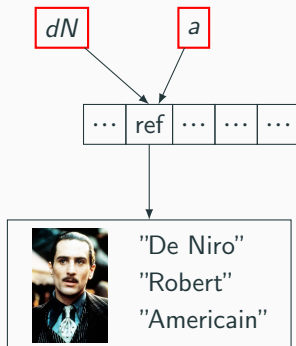 dN a
... ref ... ... ...
"De Niro"
"Robert"
"Americain"